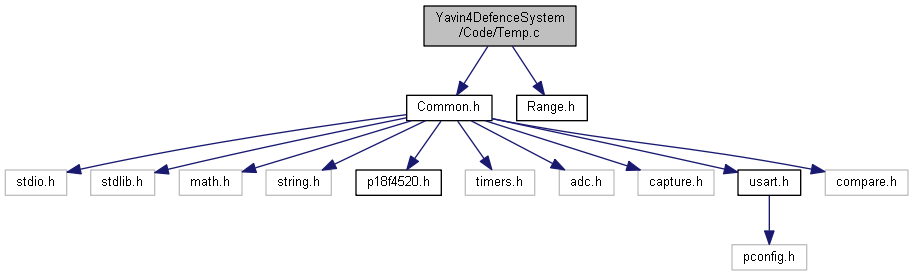 Yavin4DefenceSystem
/Code/Temp.c
Common.h
Range.h
stdio.h
stdlib.h
math.h
string.h
p18f4520.h
timers.h
adc.h
capture.h
usart.h
compare.h
pconfig.h